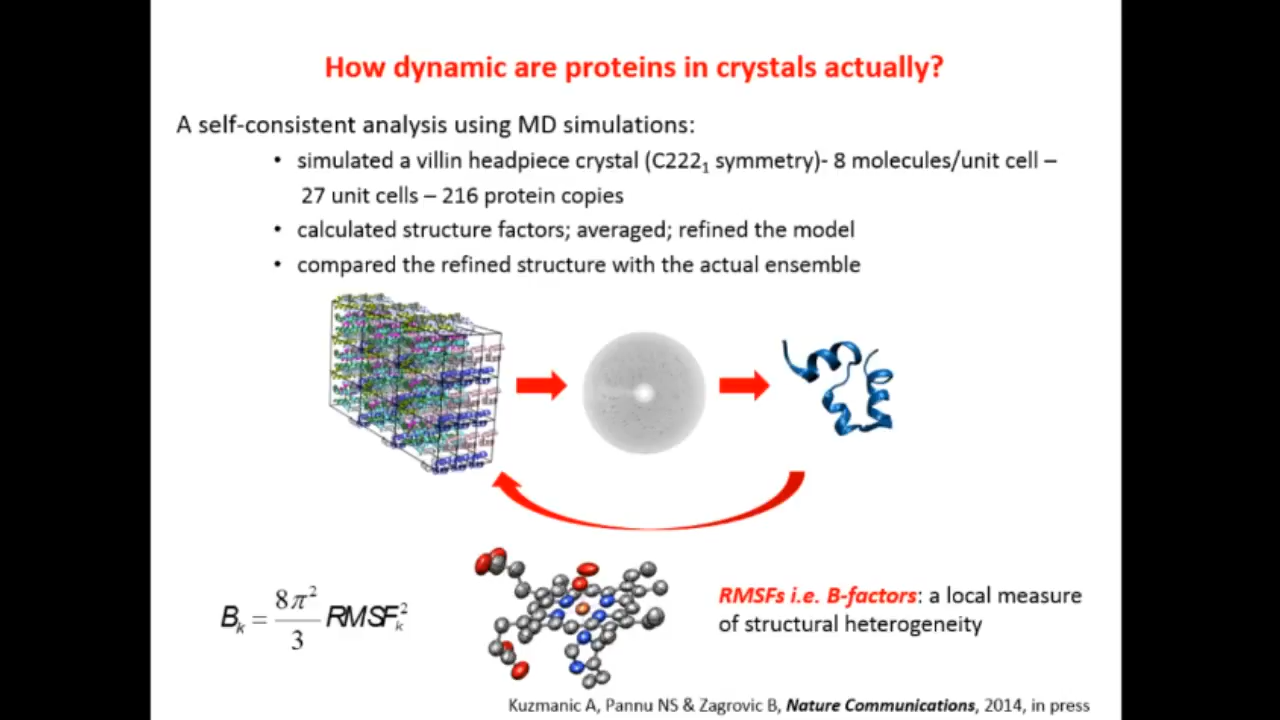 How dynamic are proteins in crystals actually?
A self-consistent analysis using MD simulations:
• simulated a villin headpiece crystal (C222₁ symmetry)- 8 molecules/unit cell –
27 unit cells – 216 protein copies
• calculated structure factors; averaged; refined the model
• compared the refined structure with the actual ensemble
Bₖ = 8π²/3 RMSFₖ²
RMSFs i.e. B-factors: a local measure
of structural heterogeneity
Kuzmanic A, Pannu NS & Zagrovic B, Nature Communications, 2014, in press